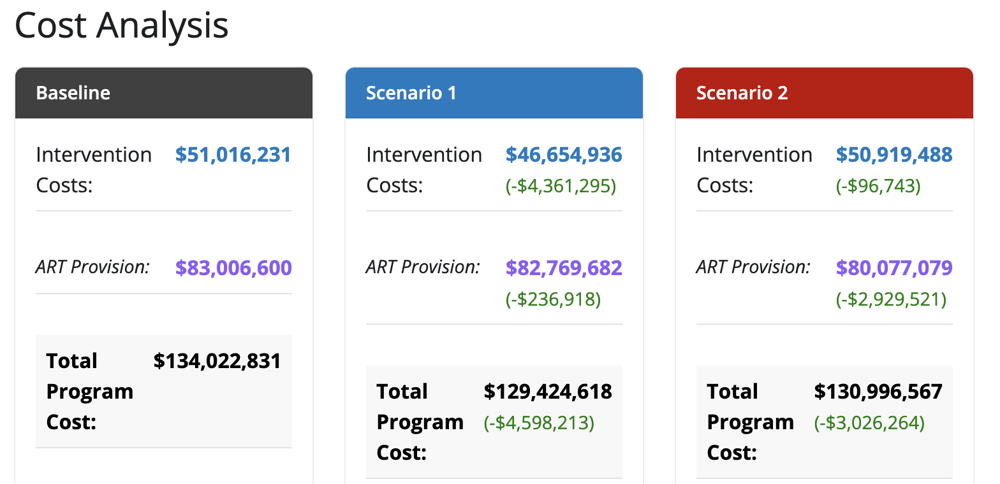 Cost Analysis
Baseline
Intervention $51,016,231
Costs:
ART Provision: $83,006,600
Total $134,022,831
Program
Cost:
Scenario 1
Intervention $46,654,936
Costs: (-$4,361,295)
ART Provision: $82,769,682
(-$236,918)
Total $129,424,618
Program (-$4,598,213)
Cost:
Scenario 2
Intervention $50,919,488
Costs: (-$96,743)
ART Provision: $80,077,079
(-$2,929,521)
Total $130,996,567
Program (-$3,026,264)
Cost: